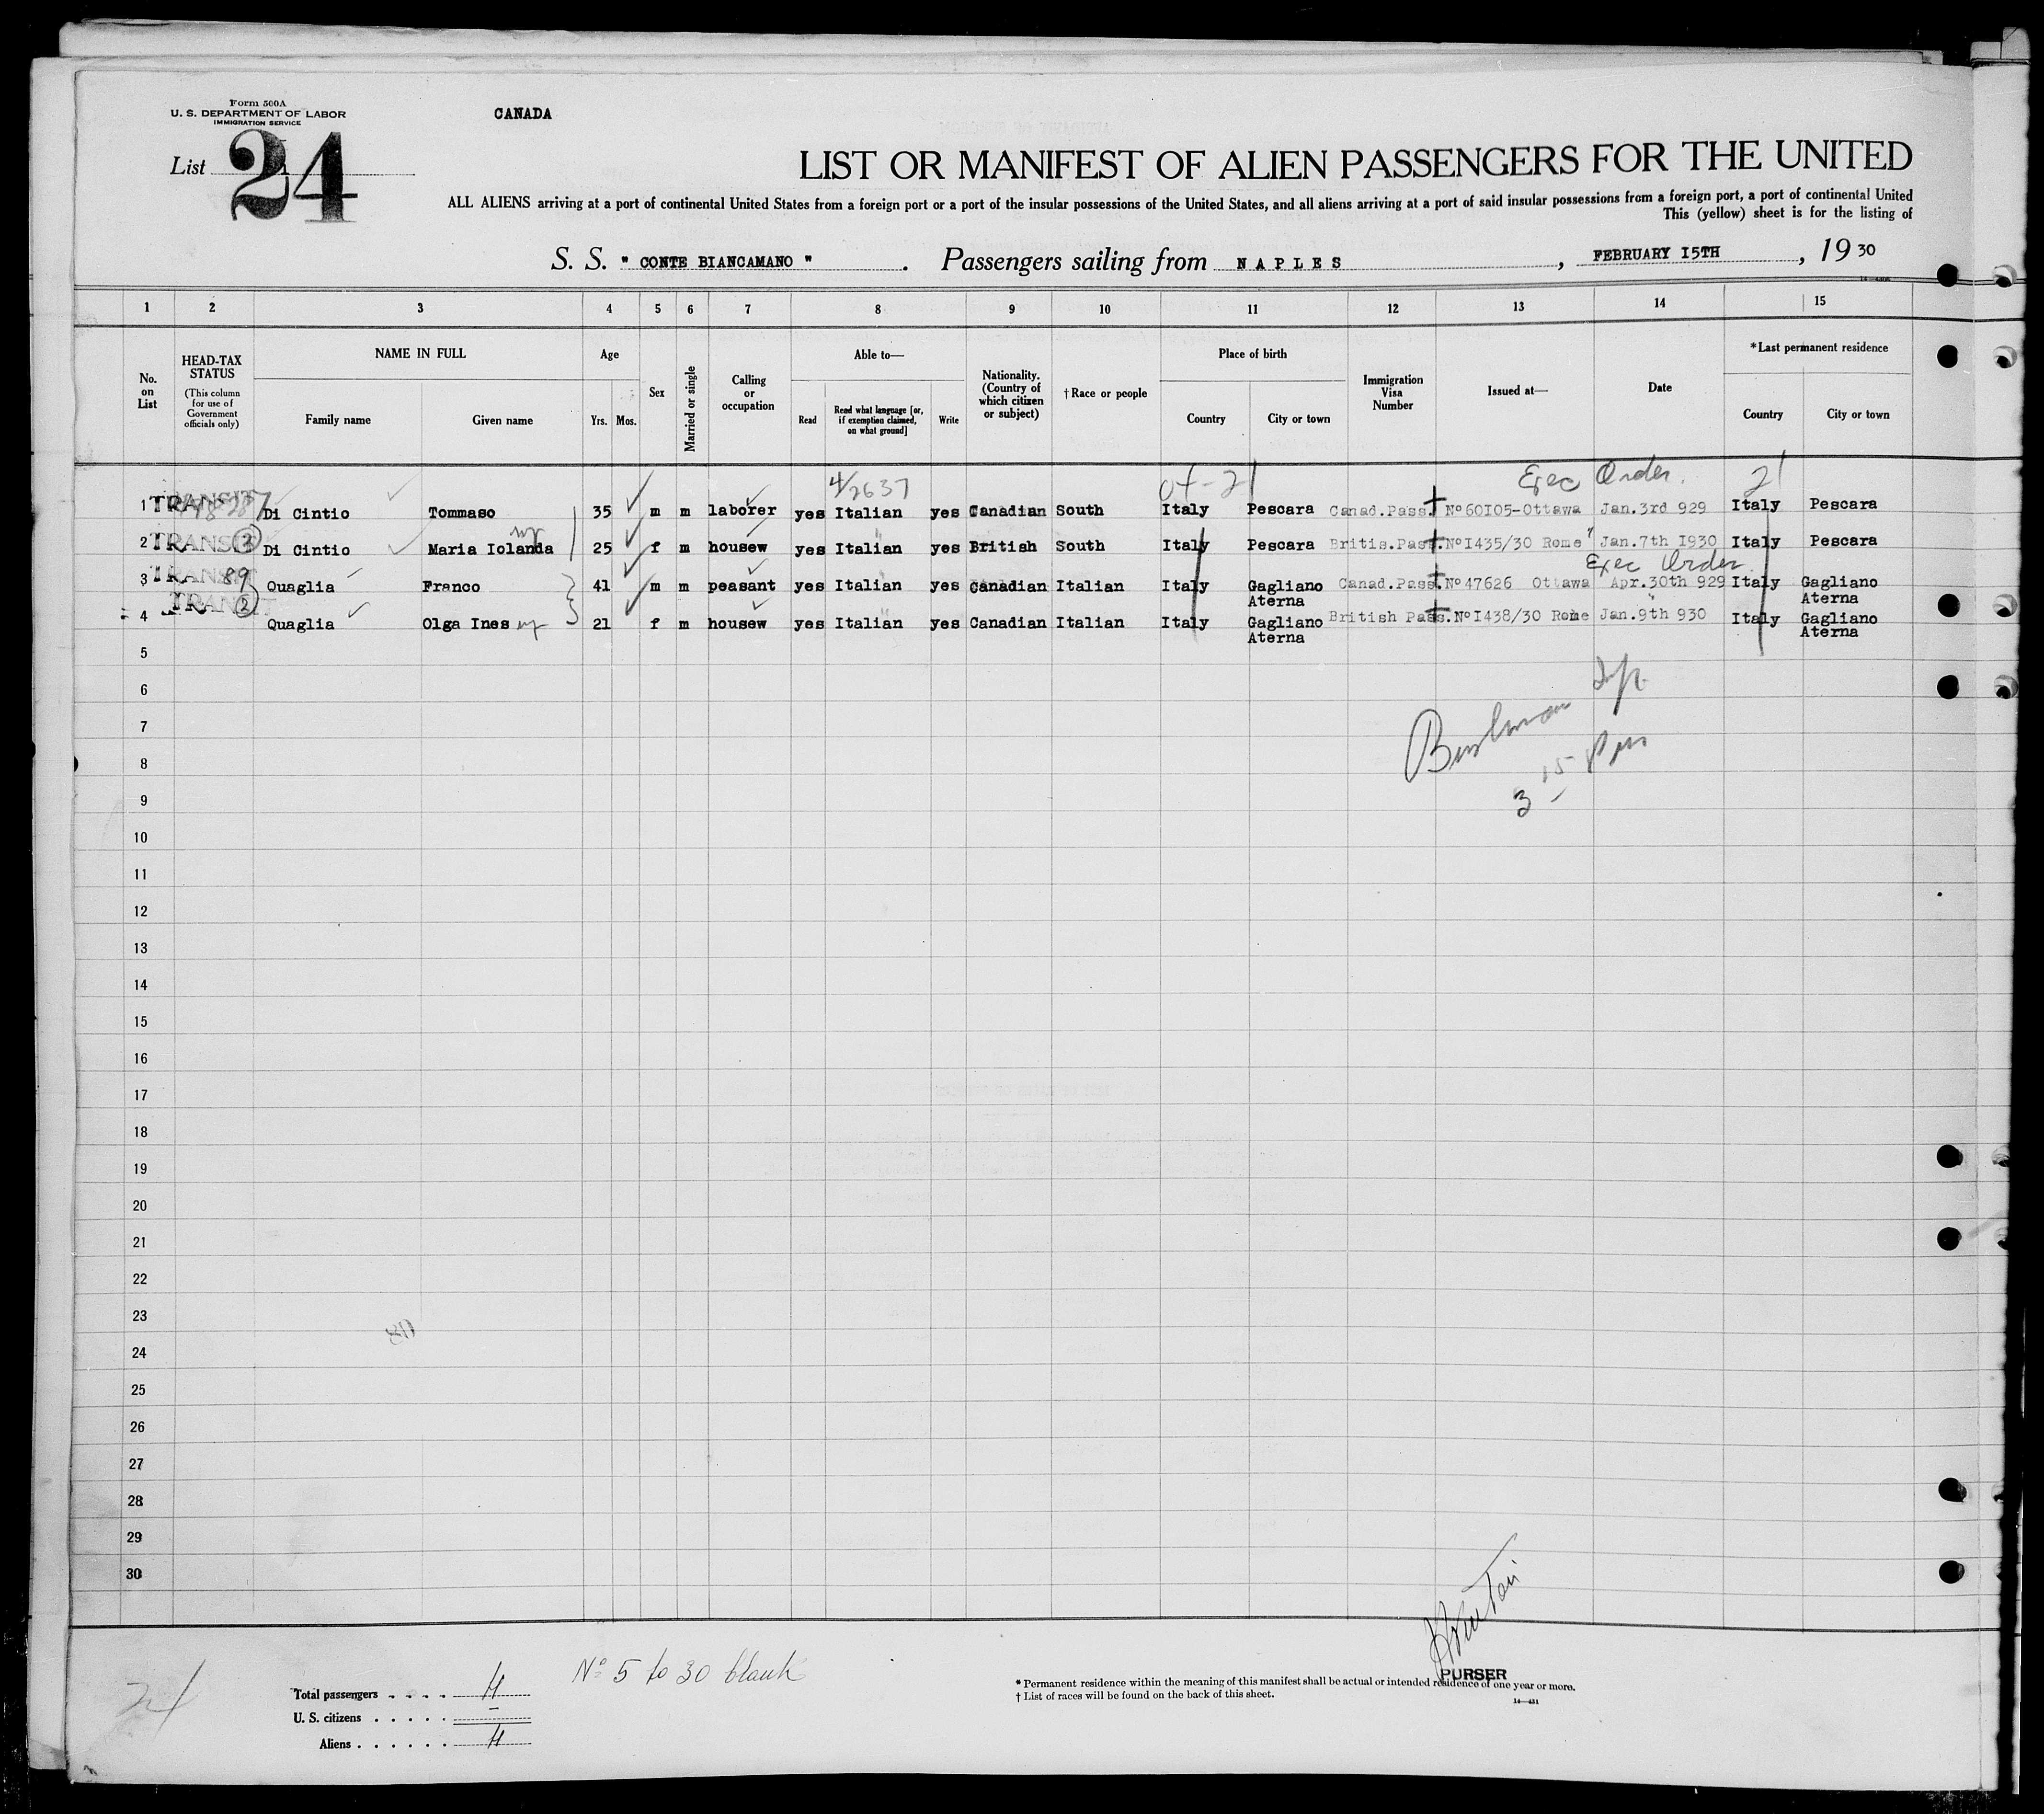 Form 500A
U. S. DEPARTMENT OF LABOR
IMMIGRATION SERVICE
CANADA
List 24
LIST OR MANIFEST OF ALIEN PASSENGERS FOR THE UNITED
ALL ALIENS arriving at a port of continental United States from a foreign port or a port of the insular possessions of the United States, and all aliens arriving at a port of said insular possessions from a foreign port, a port of continental United
This (yellow) sheet is for the listing of
S. S. " CONTE BIANCAMANO " . Passengers sailing from NAPLES , FEBRUARY I5TH , 19 30
1 2 3 4 5 6 7 8 9 10 11 12 13 14 15
No. on List
HEAD-TAX STATUS
(This column for use of Government officials only)
NAME IN FULL
Family name Given name
Age
Yrs. Mos.
Sex
Married or single
Calling or occupation
Able to—
Read
Read what language [or, if exemption claimed, on what ground]
Write
Nationality. (Country of which citizen or subject)
† Race or people
Place of birth
Country City or town
Immigration Visa Number
Issued at—
Date
*Last permanent residence
Country City or town
4/2637 Exec Order. 21
1 TRANSIT Di Cintio Tommaso 35 m m laborer yes Italian yes Canadian South Italy Pescara Canad.Pass. Nº60I05-Ottawa Jan.3rd 929 Italy Pescara
2 TRANSIT 2 Di Cintio Maria Iolanda 25 f m housew yes Italian yes British South Italy Pescara Britis.Pass. NºI435/30 Rome Jan.7th I930 Italy Pescara
Exec Order
3 TRANSIT 89 Quaglia Franco 41 m m peasant yes Italian yes Canadian Italian Italy Gagliano Aterna Canad.Pass. Nº47626 Ottawa Apr.30th 929 Italy Gagliano Aterna
4 TRANSIT 2 Quaglia Olga Ines 21 f m housew yes Italian yes Canadian Italian Italy Gagliano Aterna British Pass. NºI438/30 Rome Jan.9th 930 Italy Gagliano Aterna
5
6
7
8
9
10
11
12
13
14
15
16
17
18
19
20
21
22
23
24
25
26
27
28
29
30
Nº 5 to 30 blank
24
Total passengers . . . . 4
U. S. citizens . . . . . –
Aliens . . . . . . 4
PURSER
* Permanent residence within the meaning of this manifest shall be actual or intended residence of one year or more.
† List of races will be found on the back of this sheet.
14—431